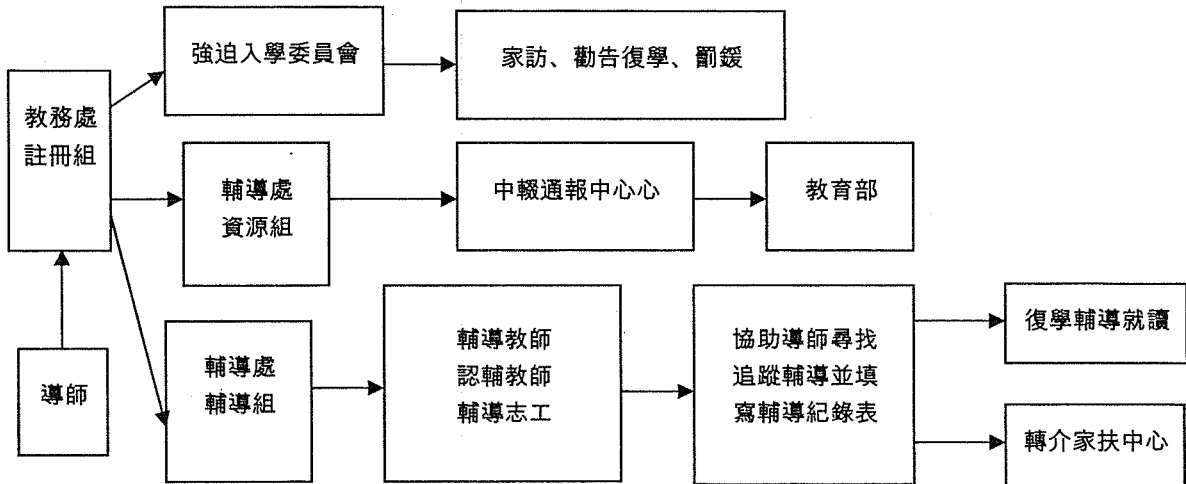 強迫入學委員會
家訪、勸告復學、罰鍰
教務處
註冊組
輔導處
資源組
中輟通報中心心
教育部
導師
輔導處
輔導組
輔導教師
認輔教師
輔導志工
協助導師尋找
追蹤輔導並填
寫輔導紀錄表
復學輔導就讀
轉介家扶中心